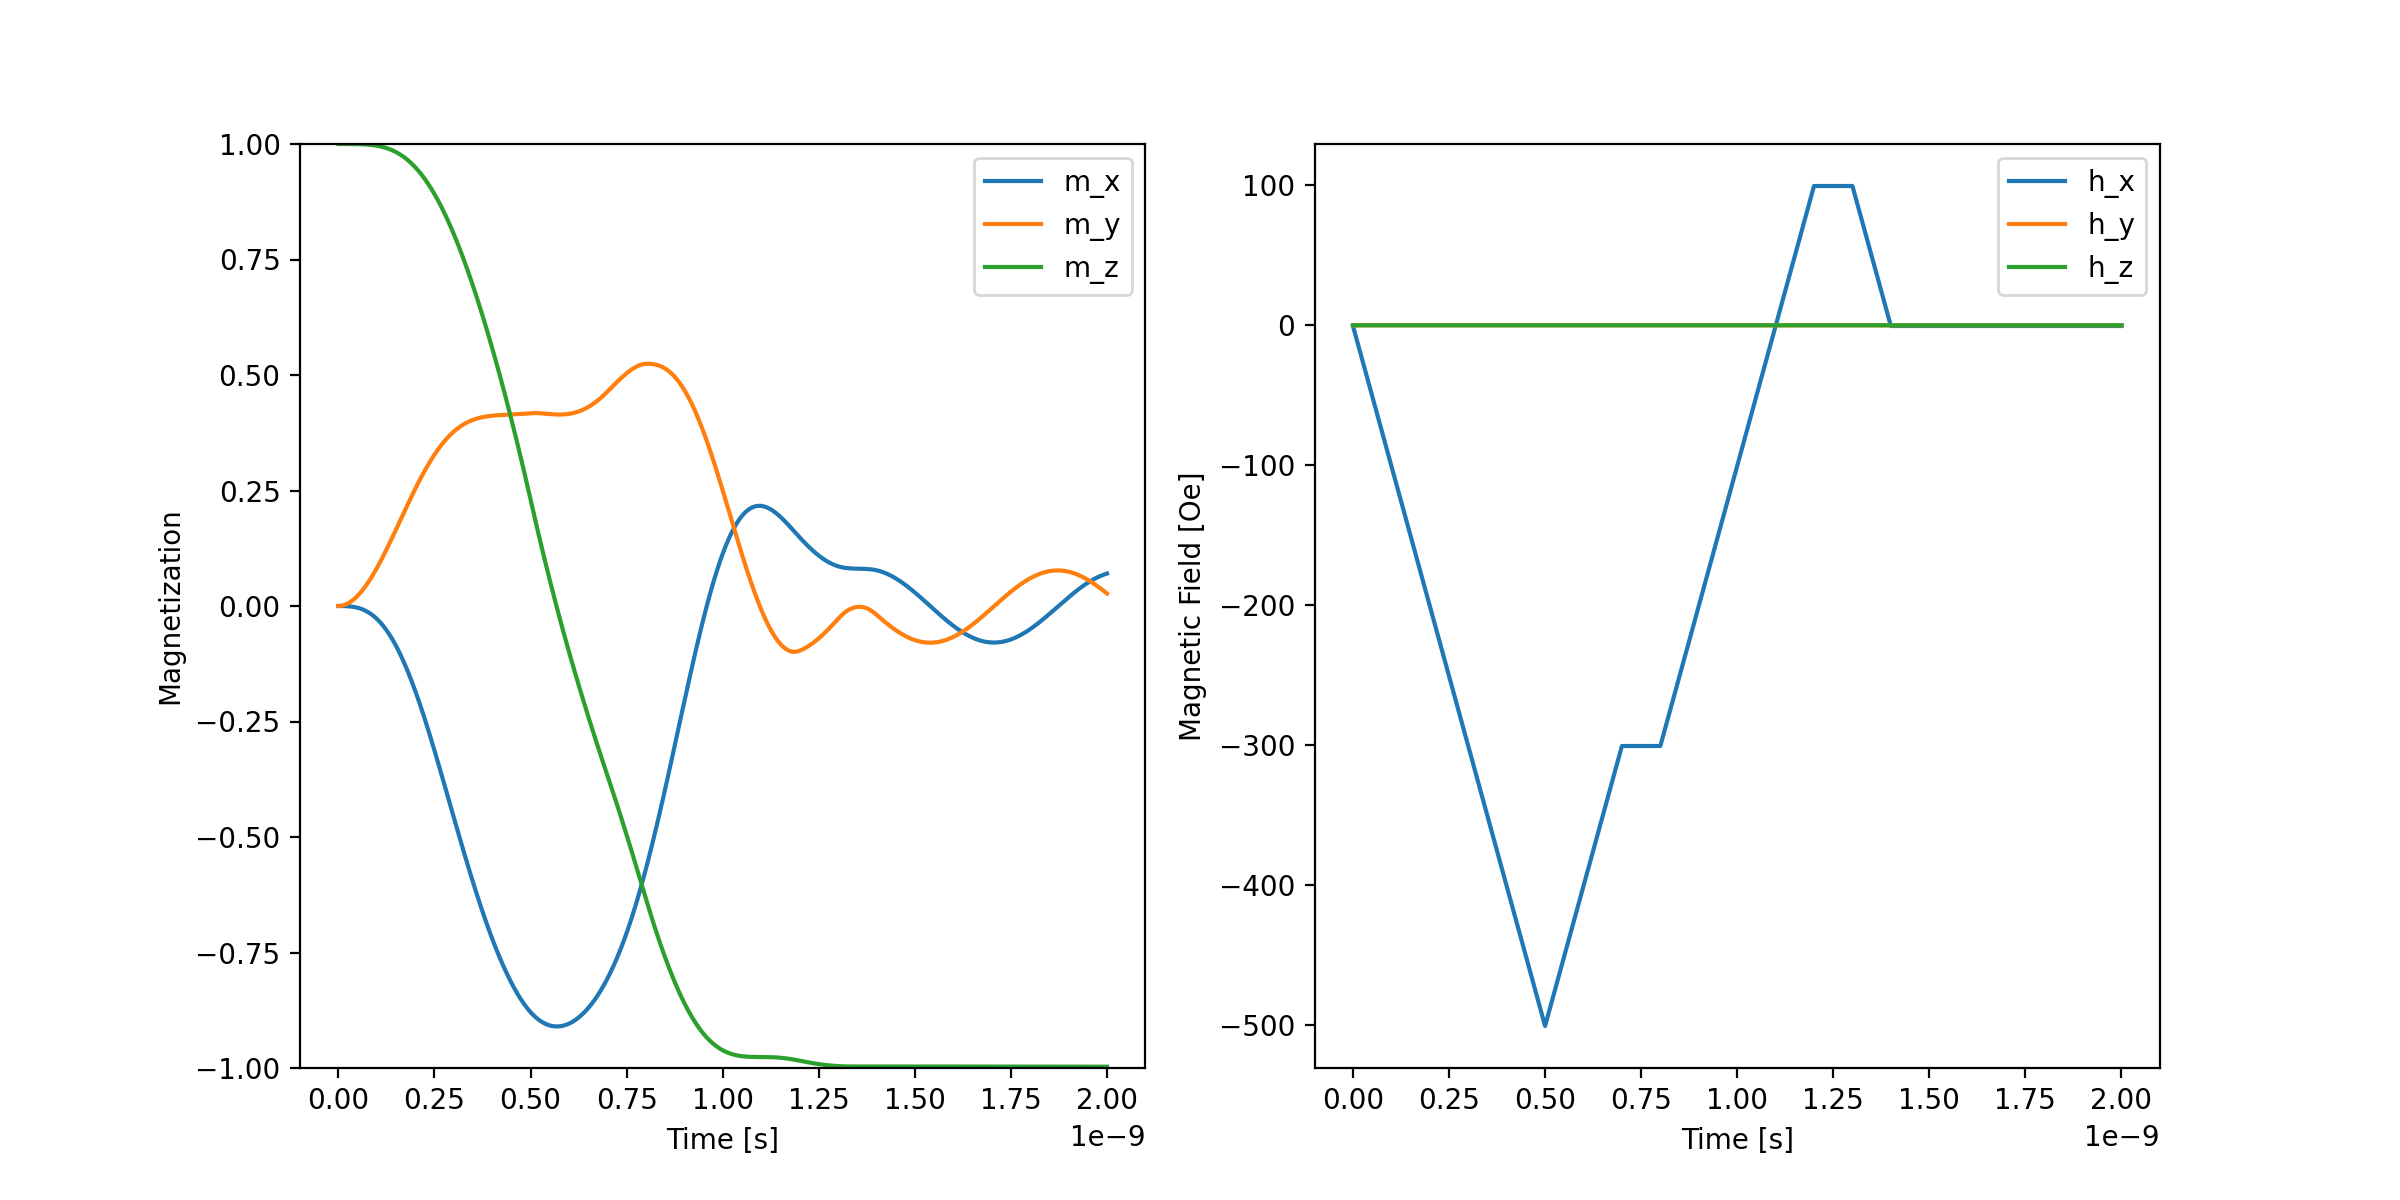 1.00
0.75
0.50
0.25
0.00
−0.25
−0.50
−0.75
−1.00
Magnetization
m_x
m_y
m_z
0.00 0.25 0.50 0.75 1.00 1.25 1.50 1.75 2.00
Time [s]
1e−9
100
0
−100
−200
−300
−400
−500
Magnetic Field [Oe]
h_x
h_y
h_z
0.00 0.25 0.50 0.75 1.00 1.25 1.50 1.75 2.00
Time [s]
1e−9